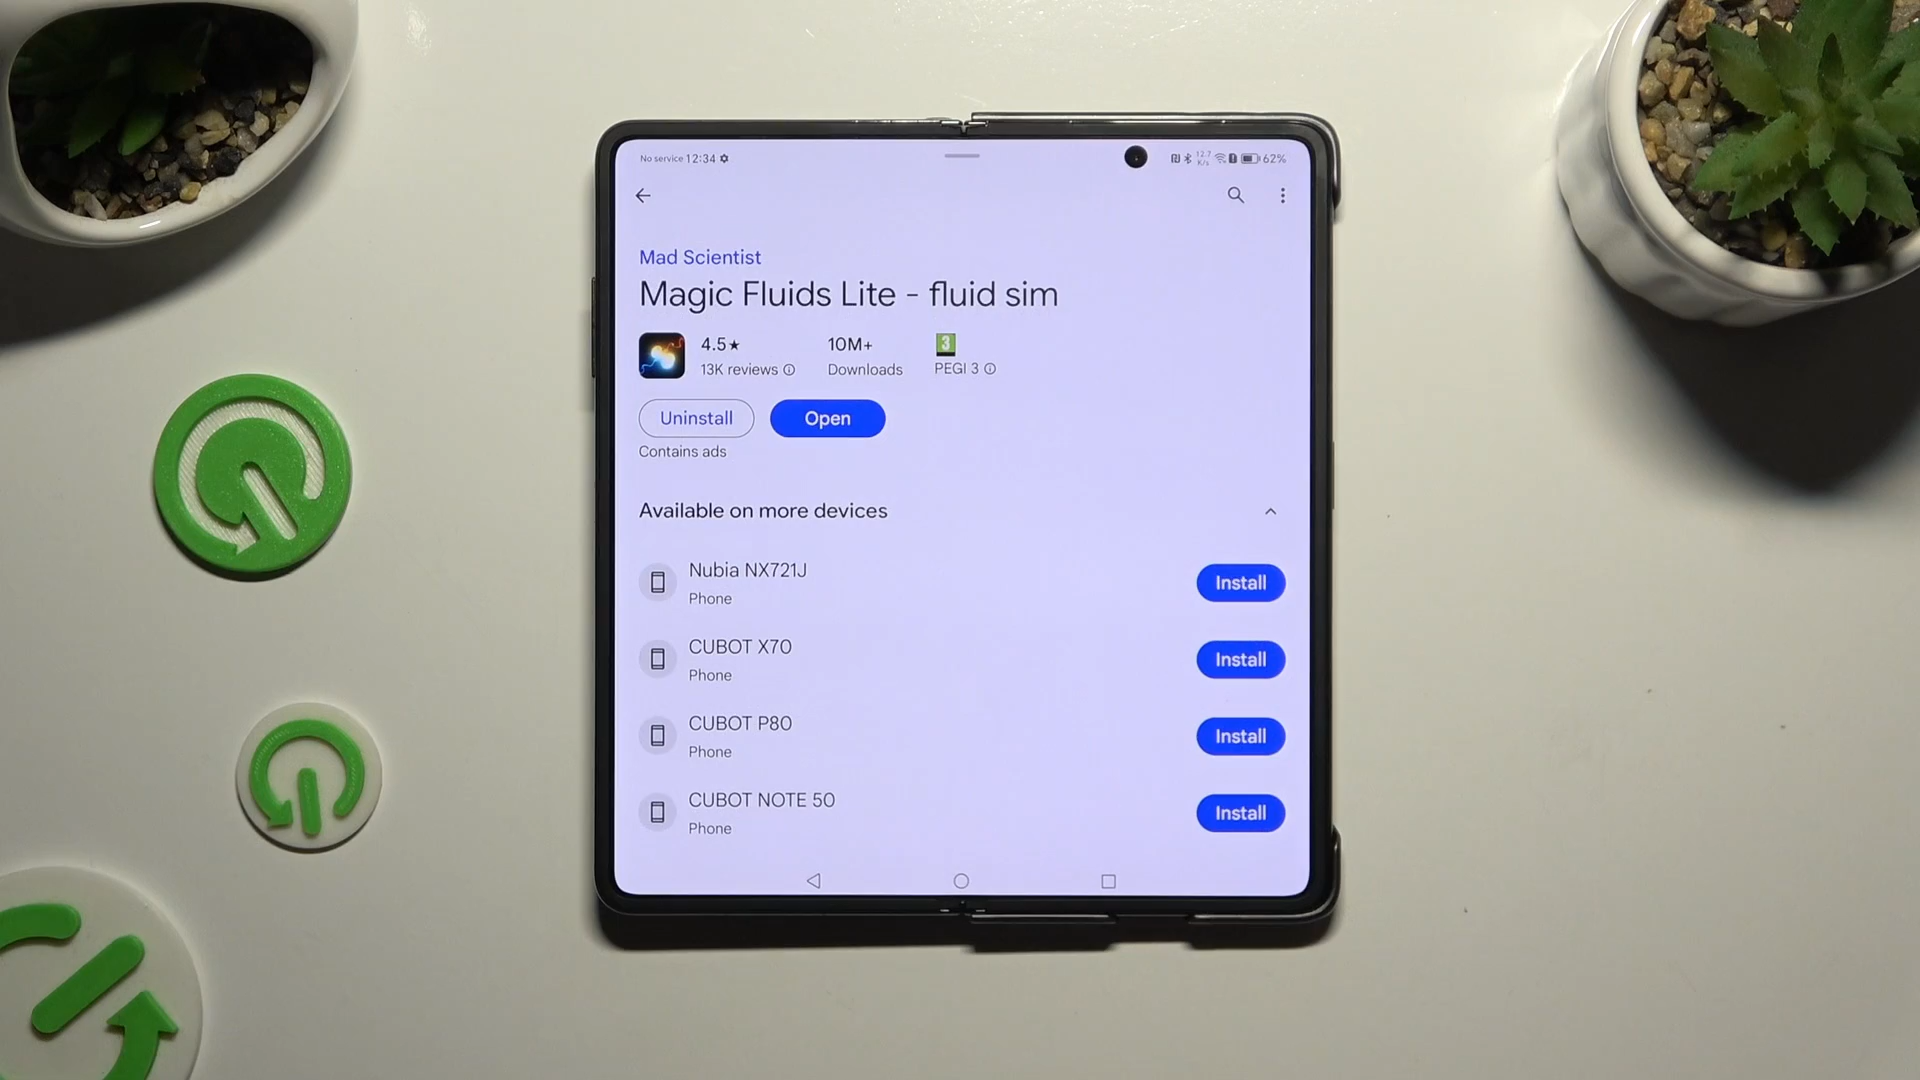 No service 12:34
12.7
K/s
62%
Mad Scientist
Magic Fluids Lite - fluid sim
4.5★
10M+
3
13K reviews
Downloads
PEGI 3
Uninstall
Open
Contains ads
Available on more devices
Nubia NX721J
Phone
Install
CUBOT X70
Phone
Install
CUBOT P80
Phone
Install
CUBOT NOTE 50
Phone
Install